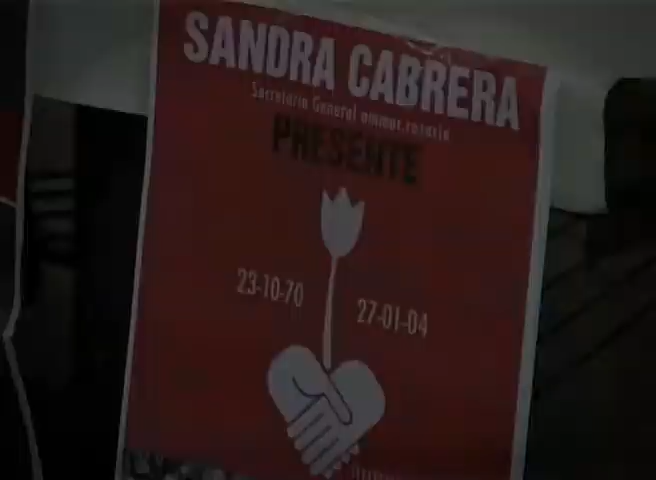 SANDRA CABRERA
Secretaria General ammar.rosario
PRESENTE
23-10-70
27-01-04